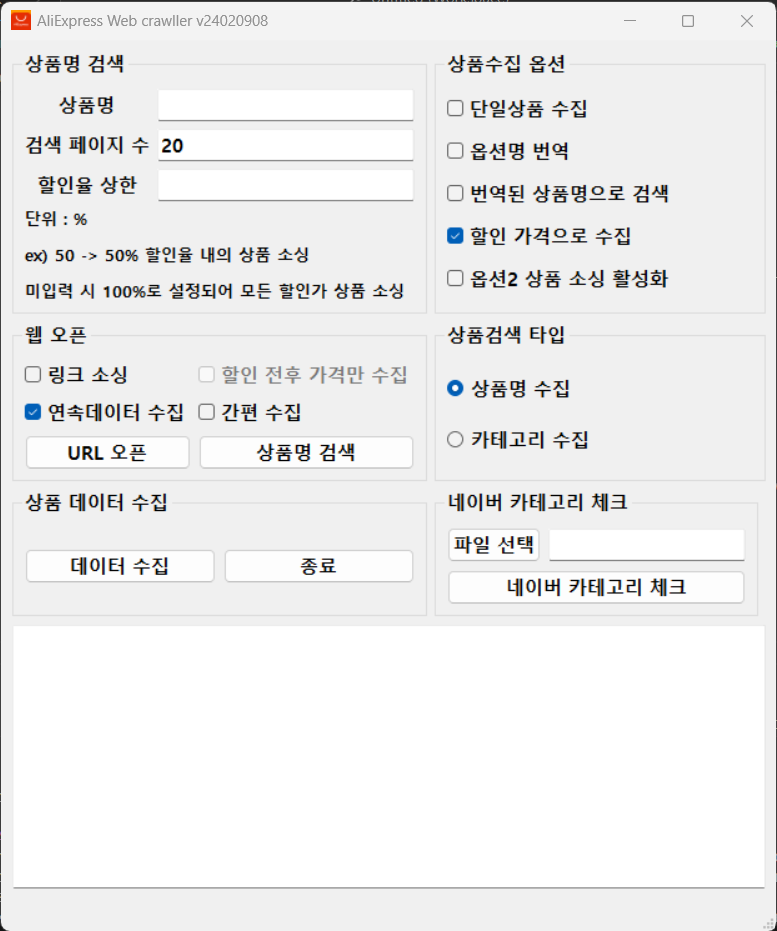 AliExpress Web crawller v24020908
상품명 검색
상품명
검색 페이지 수 20
할인율 상한
단위 : %
ex) 50 -> 50% 할인율 내의 상품 소싱
미입력 시 100%로 설정되어 모든 할인가 상품 소싱
상품수집 옵션
단일상품 수집
옵션명 번역
번역된 상품명으로 검색
할인 가격으로 수집
옵션2 상품 소싱 활성화
웹 오픈
링크 소싱 할인 전후 가격만 수집
연속데이터 수집 간편 수집
URL 오픈 상품명 검색
상품검색 타입
상품명 수집
카테고리 수집
상품 데이터 수집
데이터 수집 종료
네이버 카테고리 체크
파일 선택
네이버 카테고리 체크